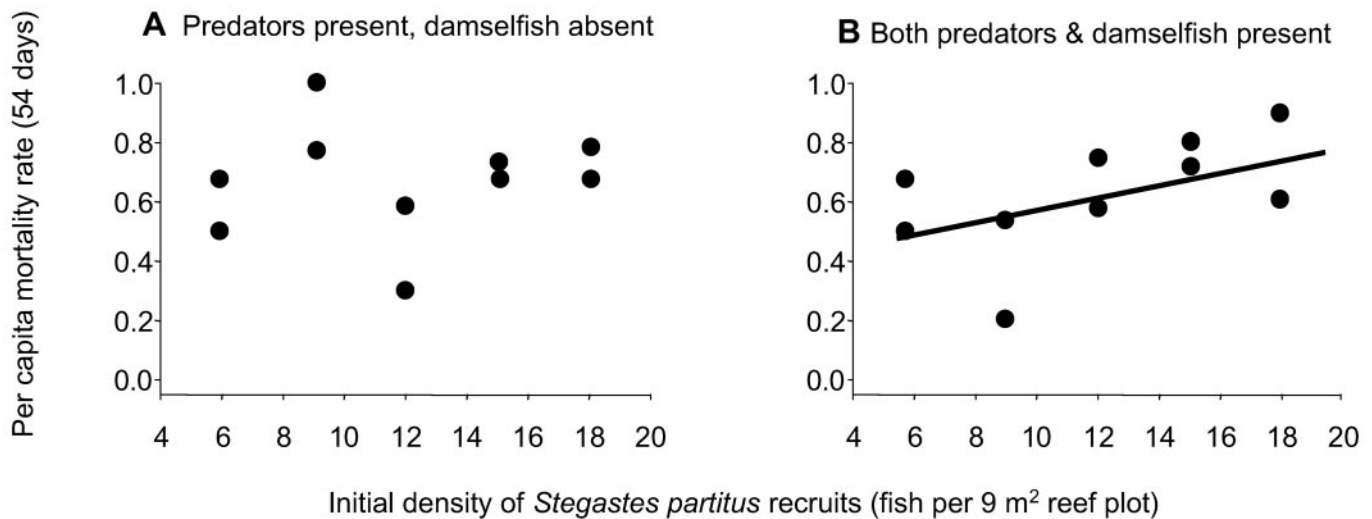 A Predators present, damselfish absent
B Both predators & damselfish present
Per capita mortality rate (54 days)
1.0
0.8
0.6
0.4
0.2
0.0
4 6 8 10 12 14 16 18 20
1.0
0.8
0.6
0.4
0.2
0.0
4 6 8 10 12 14 16 18 20
Initial density of Stegastes partitus recruits (fish per 9 m² reef plot)